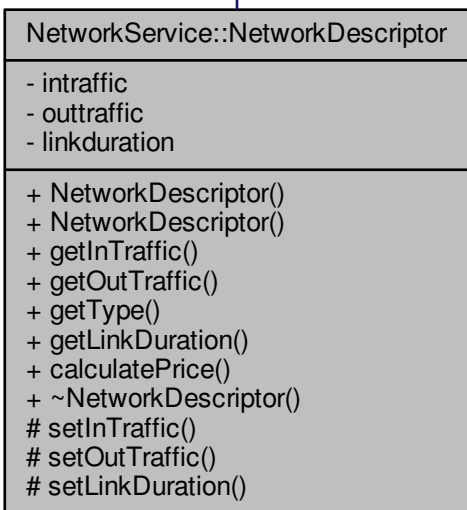 NetworkService::NetworkDescriptor
- intraffic
- outtraffic
- linkduration
+ NetworkDescriptor()
+ NetworkDescriptor()
+ getInTraffic()
+ getOutTraffic()
+ getType()
+ getLinkDuration()
+ calculatePrice()
+ ~NetworkDescriptor()
# setInTraffic()
# setOutTraffic()
# setLinkDuration()